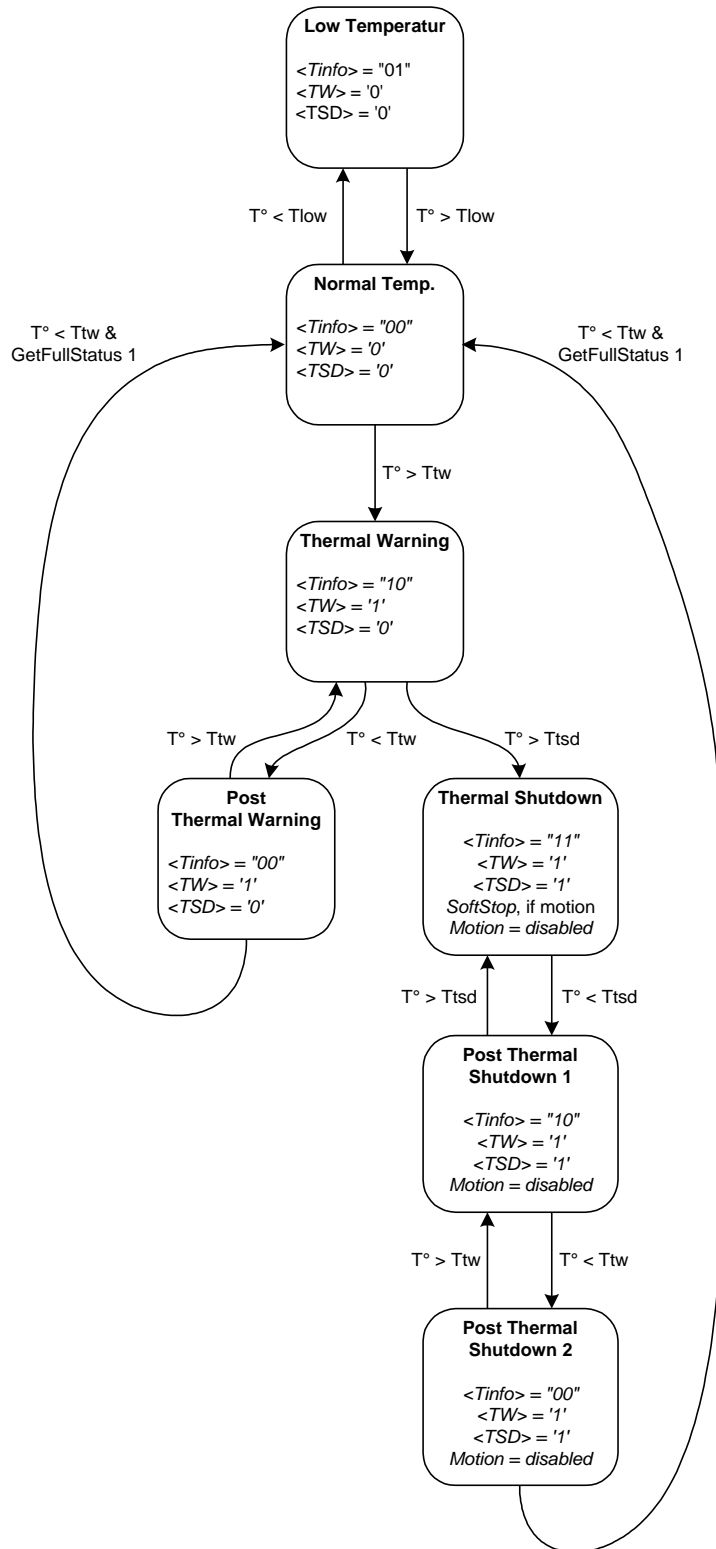 Low Temperatur
<Tinfo> = "01"
<TW> = '0'
<TSD> = '0'
T° < Tlow
T° > Tlow
Normal Temp.
<Tinfo> = "00"
<TW> = '0'
<TSD> = '0'
T° < Ttw &
GetFullStatus 1
T° < Ttw &
GetFullStatus 1
T° > Ttw
Thermal Warning
<Tinfo> = "10"
<TW> = '1'
<TSD> = '0'
T° > Ttw
T° < Ttw
T° > Ttsd
Post
Thermal Warning
<Tinfo> = "00"
<TW> = '1'
<TSD> = '0'
Thermal Shutdown
<Tinfo> = "11"
<TW> = '1'
<TSD> = '1'
SoftStop, if motion
Motion = disabled
T° > Ttsd
T° < Ttsd
Post Thermal
Shutdown 1
<Tinfo> = "10"
<TW> = '1'
<TSD> = '1'
Motion = disabled
T° > Ttw
T° < Ttw
Post Thermal
Shutdown 2
<Tinfo> = "00"
<TW> = '1'
<TSD> = '1'
Motion = disabled